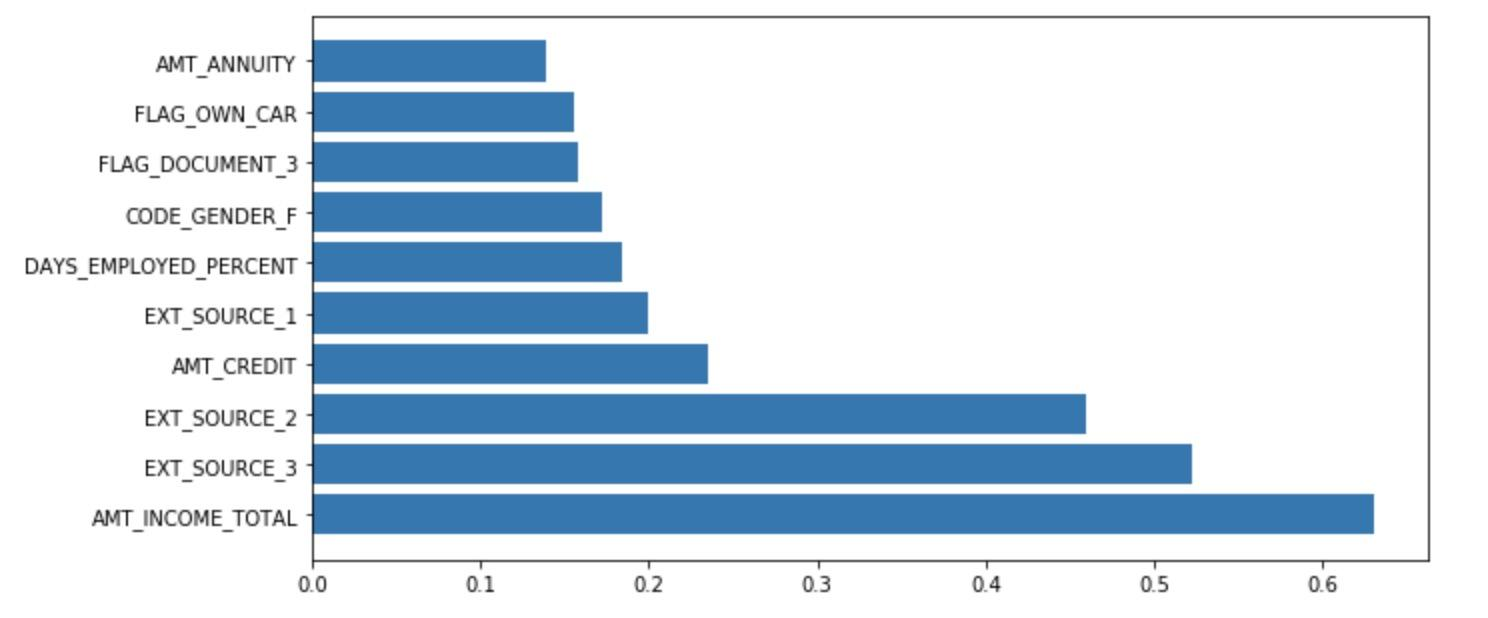 AMT_ANNUITY
FLAG_OWN_CAR
FLAG_DOCUMENT_3
CODE_GENDER_F
DAYS_EMPLOYED_PERCENT
EXT_SOURCE_1
AMT_CREDIT
EXT_SOURCE_2
EXT_SOURCE_3
AMT_INCOME_TOTAL
0.0 0.1 0.2 0.3 0.4 0.5 0.6